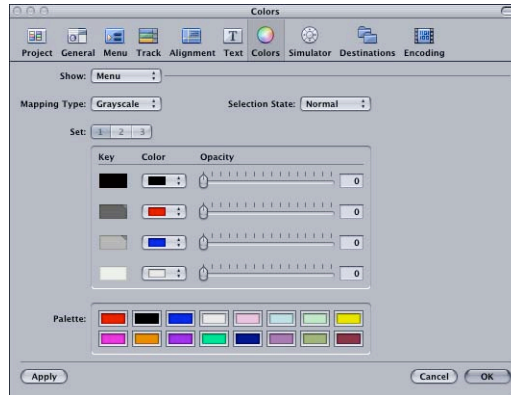 Colors
Project General Menu Track Alignment Text Colors Simulator Destinations Encoding
Show: Menu
Mapping Type: Grayscale Selection State: Normal
Set: 1 2 3
Key Color Opacity
0
0
0
0
Palette:
Apply Cancel OK